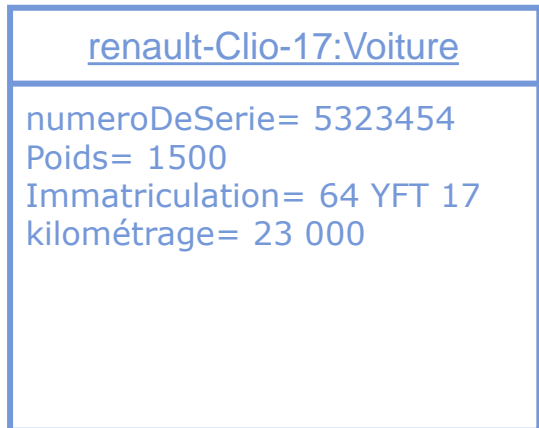 renault-Clio-17:Voiture
numeroDeSerie= 5323454
Poids= 1500
Immatriculation= 64 YFT 17
kilométrage= 23 000